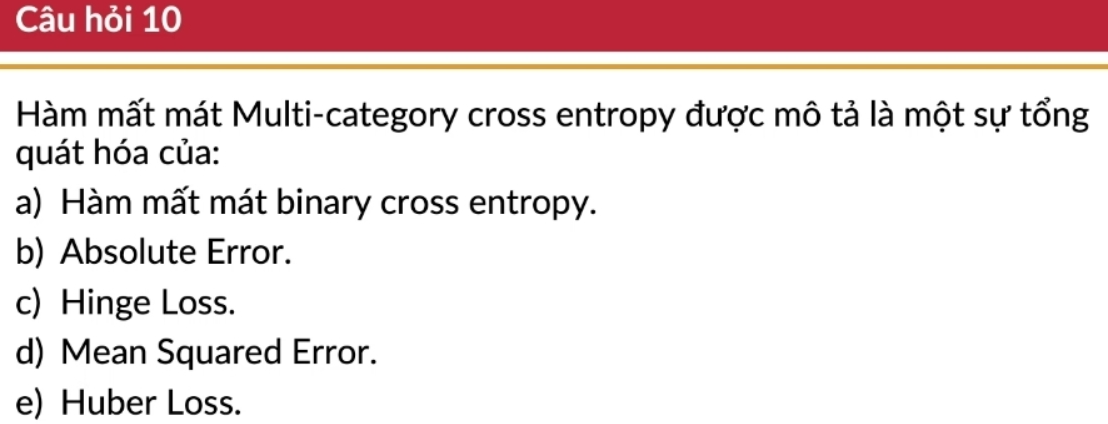 Câu hỏi 10
Hàm mất mát Multi-category cross entropy được mô tả là một sự tổng
quát hóa của:
a) Hàm mất mát binary cross entropy.
b) Absolute Error.
c) Hinge Loss.
d) Mean Squared Error.
e) Huber Loss.